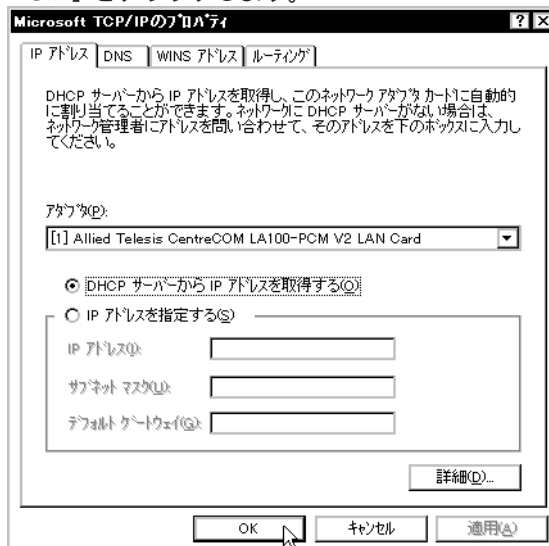 Microsoft TCP/IPのプロパティ
IP アドレス DNS WINS アドレス ルーティング
DHCP サーバーから IP アドレスを取得し、このネットワーク アダプタ カードに自動的
に割り当てることができます。ネットワークに DHCP サーバーがない場合は、
ネットワーク管理者にアドレスを問い合わせて、そのアドレスを下のボックスに入力し
てください。
アダプタ(P):
[1] Allied Telesis CentreCOM LA100-PCM V2 LAN Card
DHCP サーバーから IP アドレスを取得する(O)
IP アドレスを指定する(S)
IP アドレス(I):
サブネット マスク(U):
デフォルト ゲートウェイ(G):
詳細(D)...
OK キャンセル 適用(A)